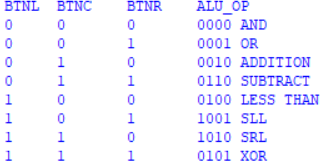 BTNL BTNC BTNR ALU_OP
0 0 0 0000 AND
0 0 1 0001 OR
0 1 0 0010 ADDITION
0 1 1 0110 SUBTRACT
1 0 0 0100 LESS THAN
1 0 1 1001 SLL
1 1 0 1010 SRL
1 1 1 0101 XOR